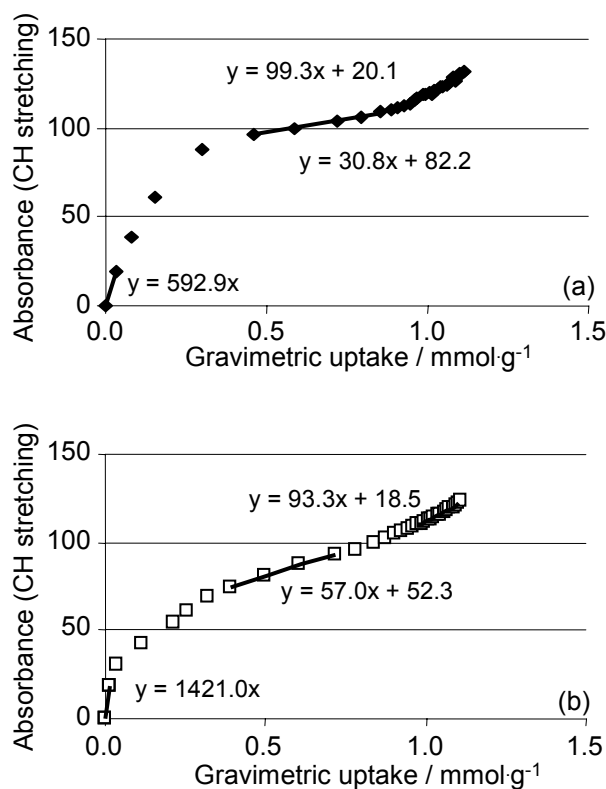 150
y = 99.3x + 20.1
100
y = 30.8x + 82.2
50
y = 592.9x
(a)
0
0.0 0.5 1.0 1.5
Gravimetric uptake / mmol·g-1
Absorbance (CH stretching)
150
y = 93.3x + 18.5
100
y = 57.0x + 52.3
50
y = 1421.0x
(b)
0
0.0 0.5 1.0 1.5
Gravimetric uptake / mmol·g-1
Absorbance (CH stretching)